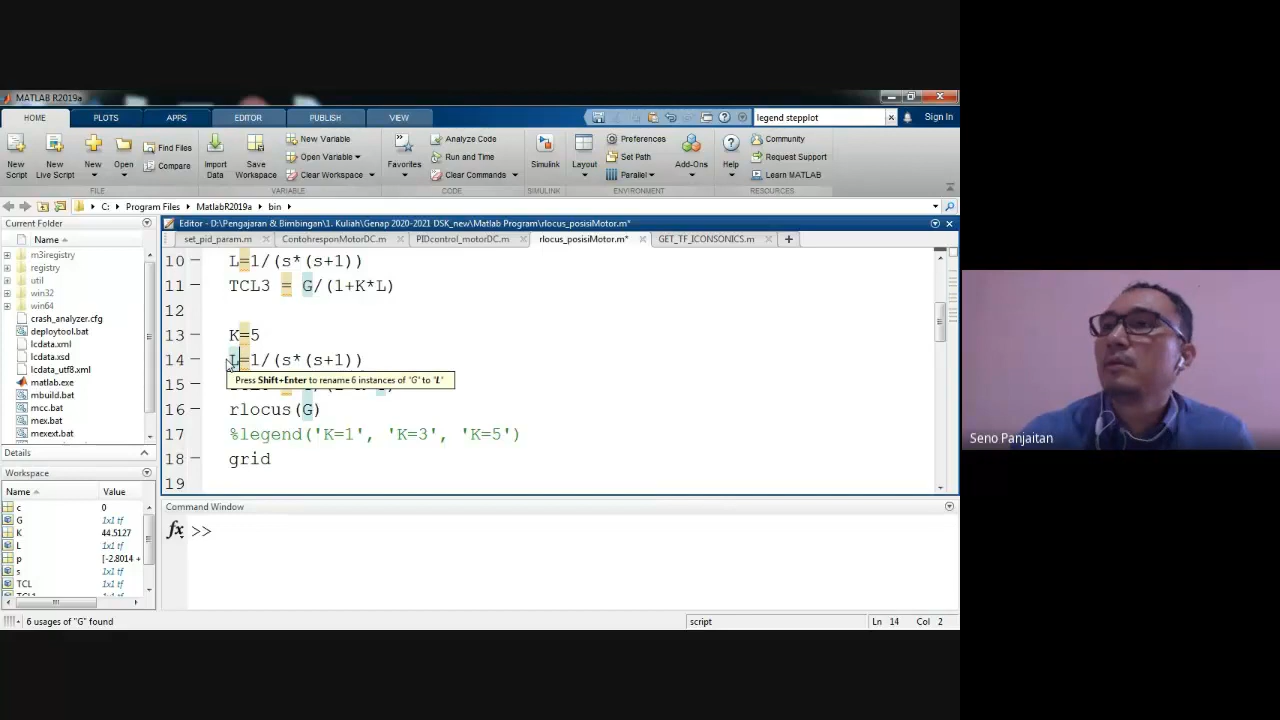 MATLAB R2019a
HOME
PLOTS
APPS
EDITOR
PUBLISH
VIEW
legend stepplot
Sign In
New Script
New Live Script
New
Open
Find Files
Compare
Import Data
Save Workspace
New Variable
Open Variable
Clear Workspace
Favorites
Analyze Code
Run and Time
Clear Commands
Simulink
Layout
Preferences
Set Path
Parallel
Add-Ons
Help
Community
Request Support
Learn MATLAB
FILE
VARIABLE
CODE
SIMULINK
ENVIRONMENT
RESOURCES
C: Program Files MatlabR2019a bin
Current Folder
Name
m3iregistry
registry
util
win32
win64
crash_analyzer.cfg
deploytool.bat
lcdata.xml
lcdata.xsd
lcdata_utf8.xml
matlab.exe
mbuild.bat
mcc.bat
mex.bat
mexext.bat
Details
Workspace
Name Value
c 0
G 1x1 tf
K 44.5127
L 1x1 tf
p [-2.8014 +
s 1x1 tf
TCL 1x1 tf
TCL1 1x1 tf
6 usages of "G" found
Editor - D:\Pengajaran & Bimbingan\1. Kuliah\Genap 2020-2021 DSK_new\Matlab Program\rlocus_posisiMotor.m*
set_pid_param.m
ContohresponMotorDC.m
PIDcontrol_motorDC.m
rlocus_posisiMotor.m*
GET_TF_ICONSONICS.m
10 L=1/(s*(s+1))
11 TCL3 = G/(1+K*L)
12
13 K=5
14 L=1/(s*(s+1))
Press Shift+Enter to rename 6 instances of "G" to "L"
15
16 rlocus(G)
17 %legend('K=1', 'K=3', 'K=5')
18 grid
19
Command Window
fx >>
script
Ln 14 Col 2
Seno Panjaitan